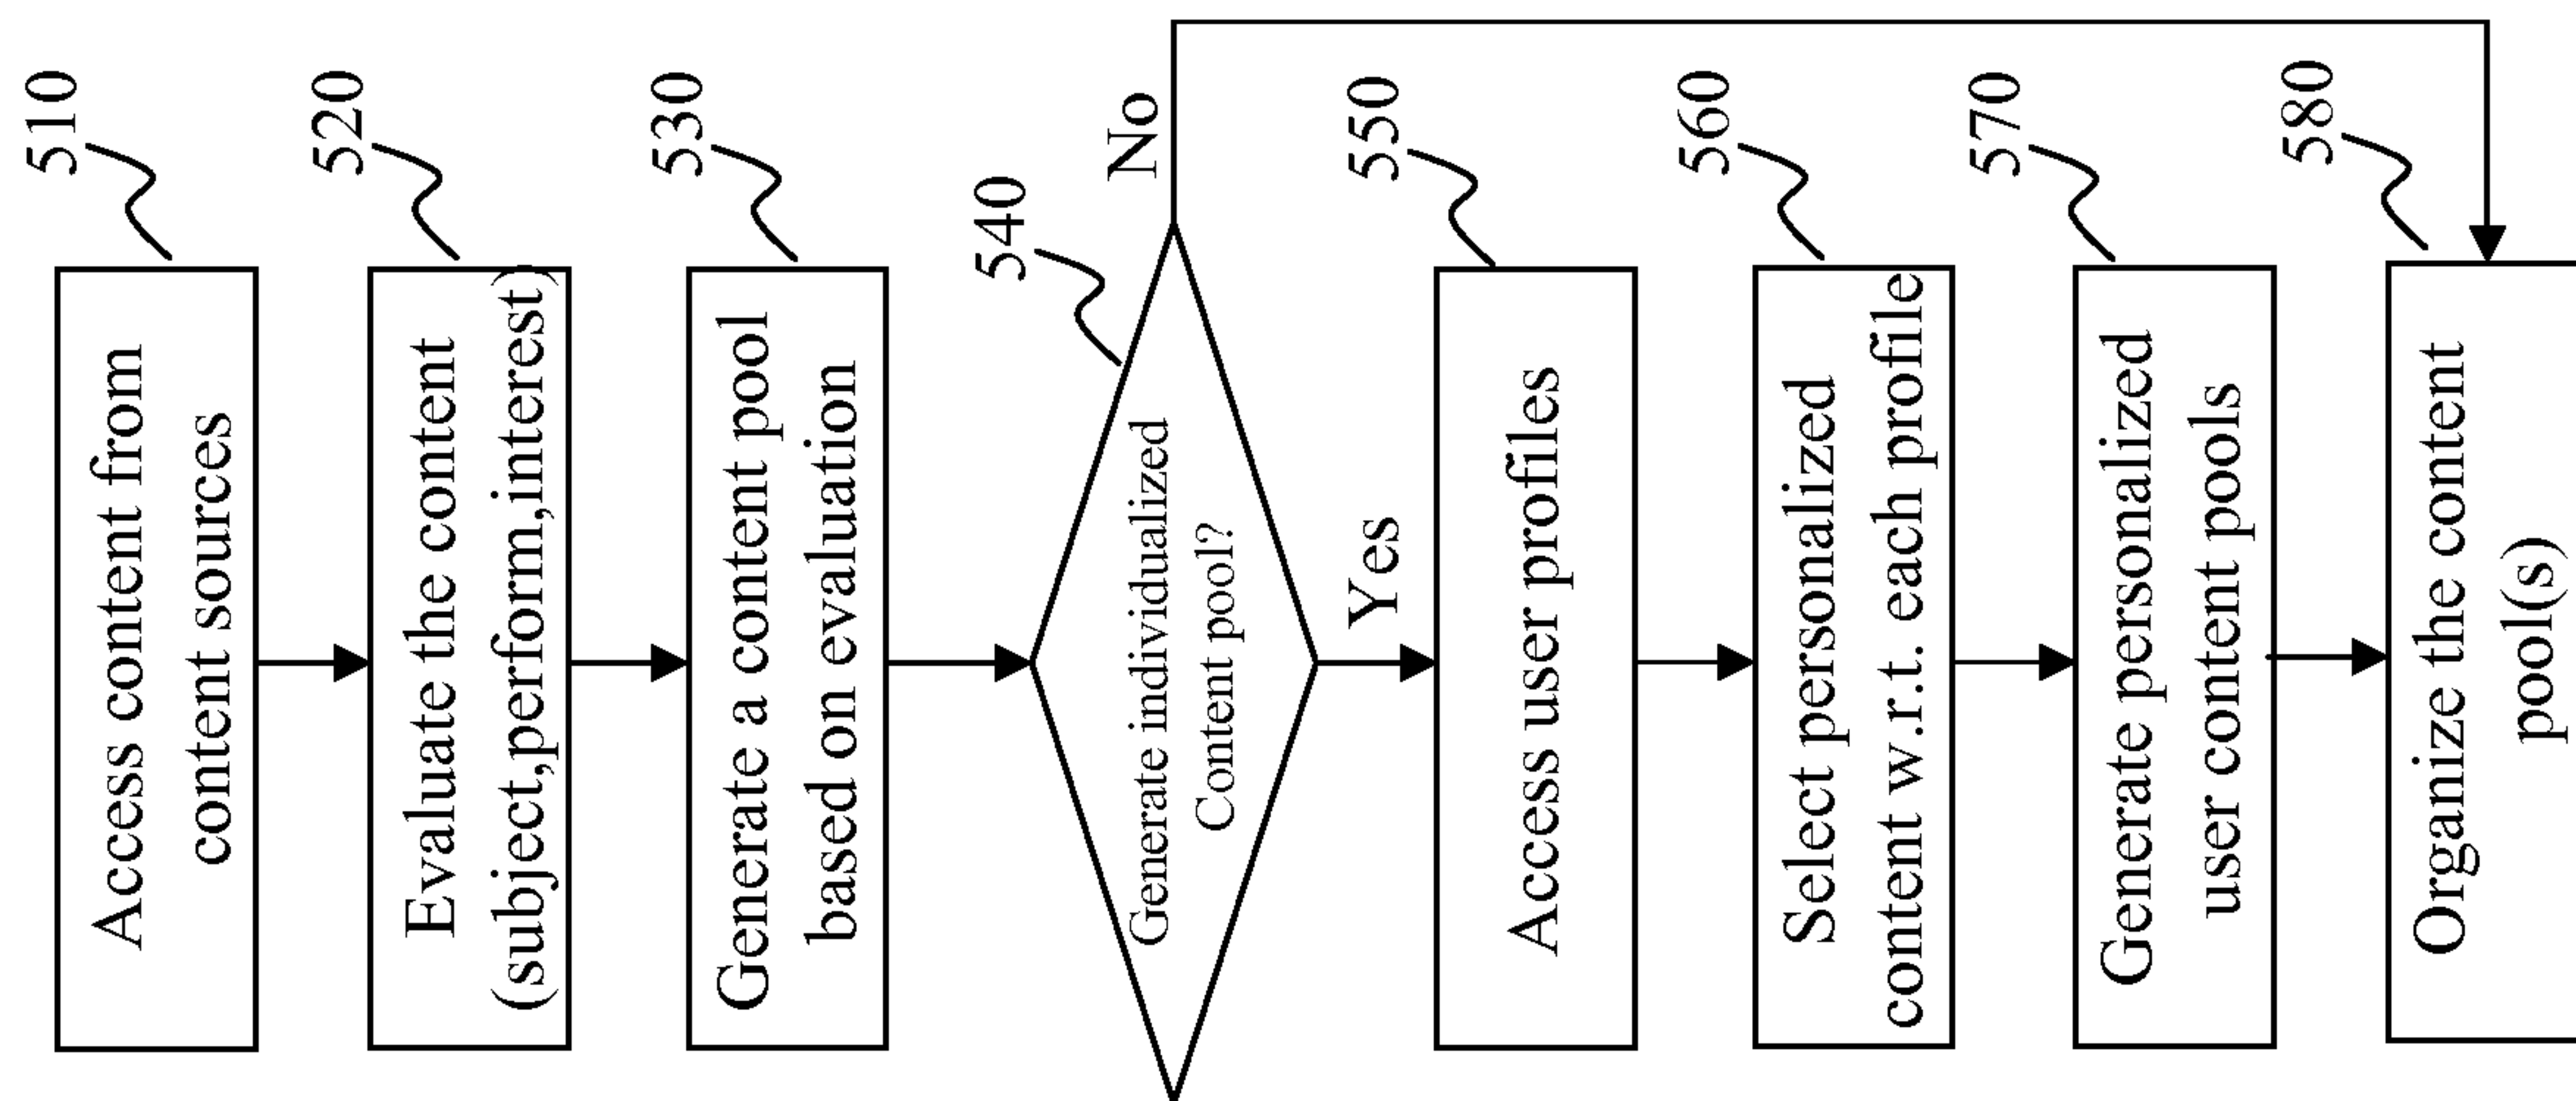 510
Access content from
content sources
520
Evaluate the content
(subject,perform,interest)
530
Generate a content pool
based on evaluation
540
Generate individualized
Content pool?
No
Yes
550
Access user profiles
560
Select personalized
content w.r.t. each profile
570
Generate personalized
user content pools
580
Organize the content
pool(s)